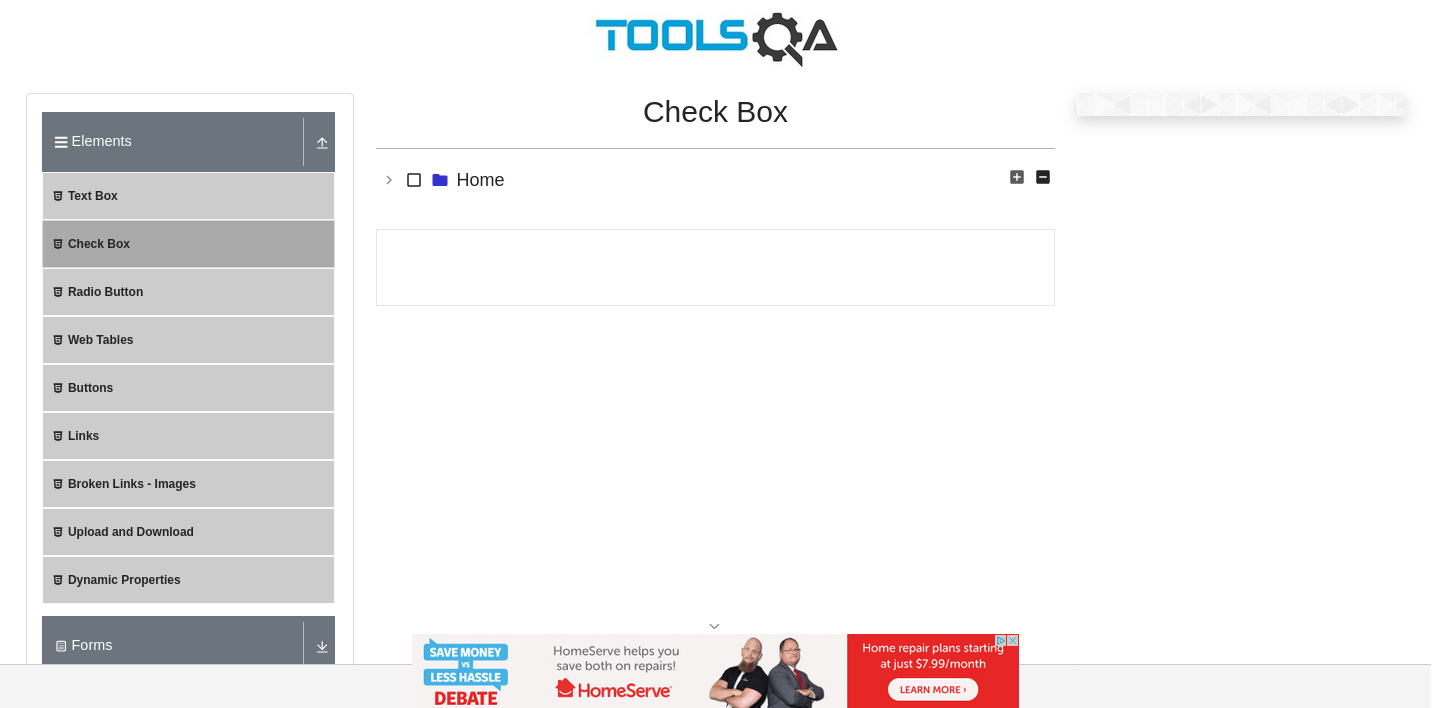 TOOLSQA
Elements
Text Box
Check Box
Radio Button
Web Tables
Buttons
Links
Broken Links - Images
Upload and Download
Dynamic Properties
Forms
Check Box
Home
SAVE MONEY
VS
LESS HASSLE
DEBATE
HomeServe helps you
save both on repairs!
HomeServe
Home repair plans starting
at just $7.99/month
LEARN MORE ›